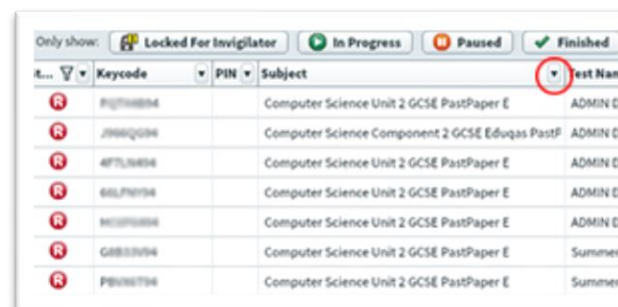 Only show: Locked For Invigilator In Progress Paused Finished
t... Keycode PIN Subject Test Nam
R Computer Science Unit 2 GCSE PastPaper E ADMIN D
R Computer Science Component 2 GCSE Eduqas PastF ADMIN D
R Computer Science Unit 2 GCSE PastPaper E ADMIN D
R Computer Science Unit 2 GCSE PastPaper E ADMIN D
R Computer Science Unit 2 GCSE PastPaper E ADMIN D
R Computer Science Unit 2 GCSE PastPaper E Summer
R Computer Science Unit 2 GCSE PastPaper E Summer